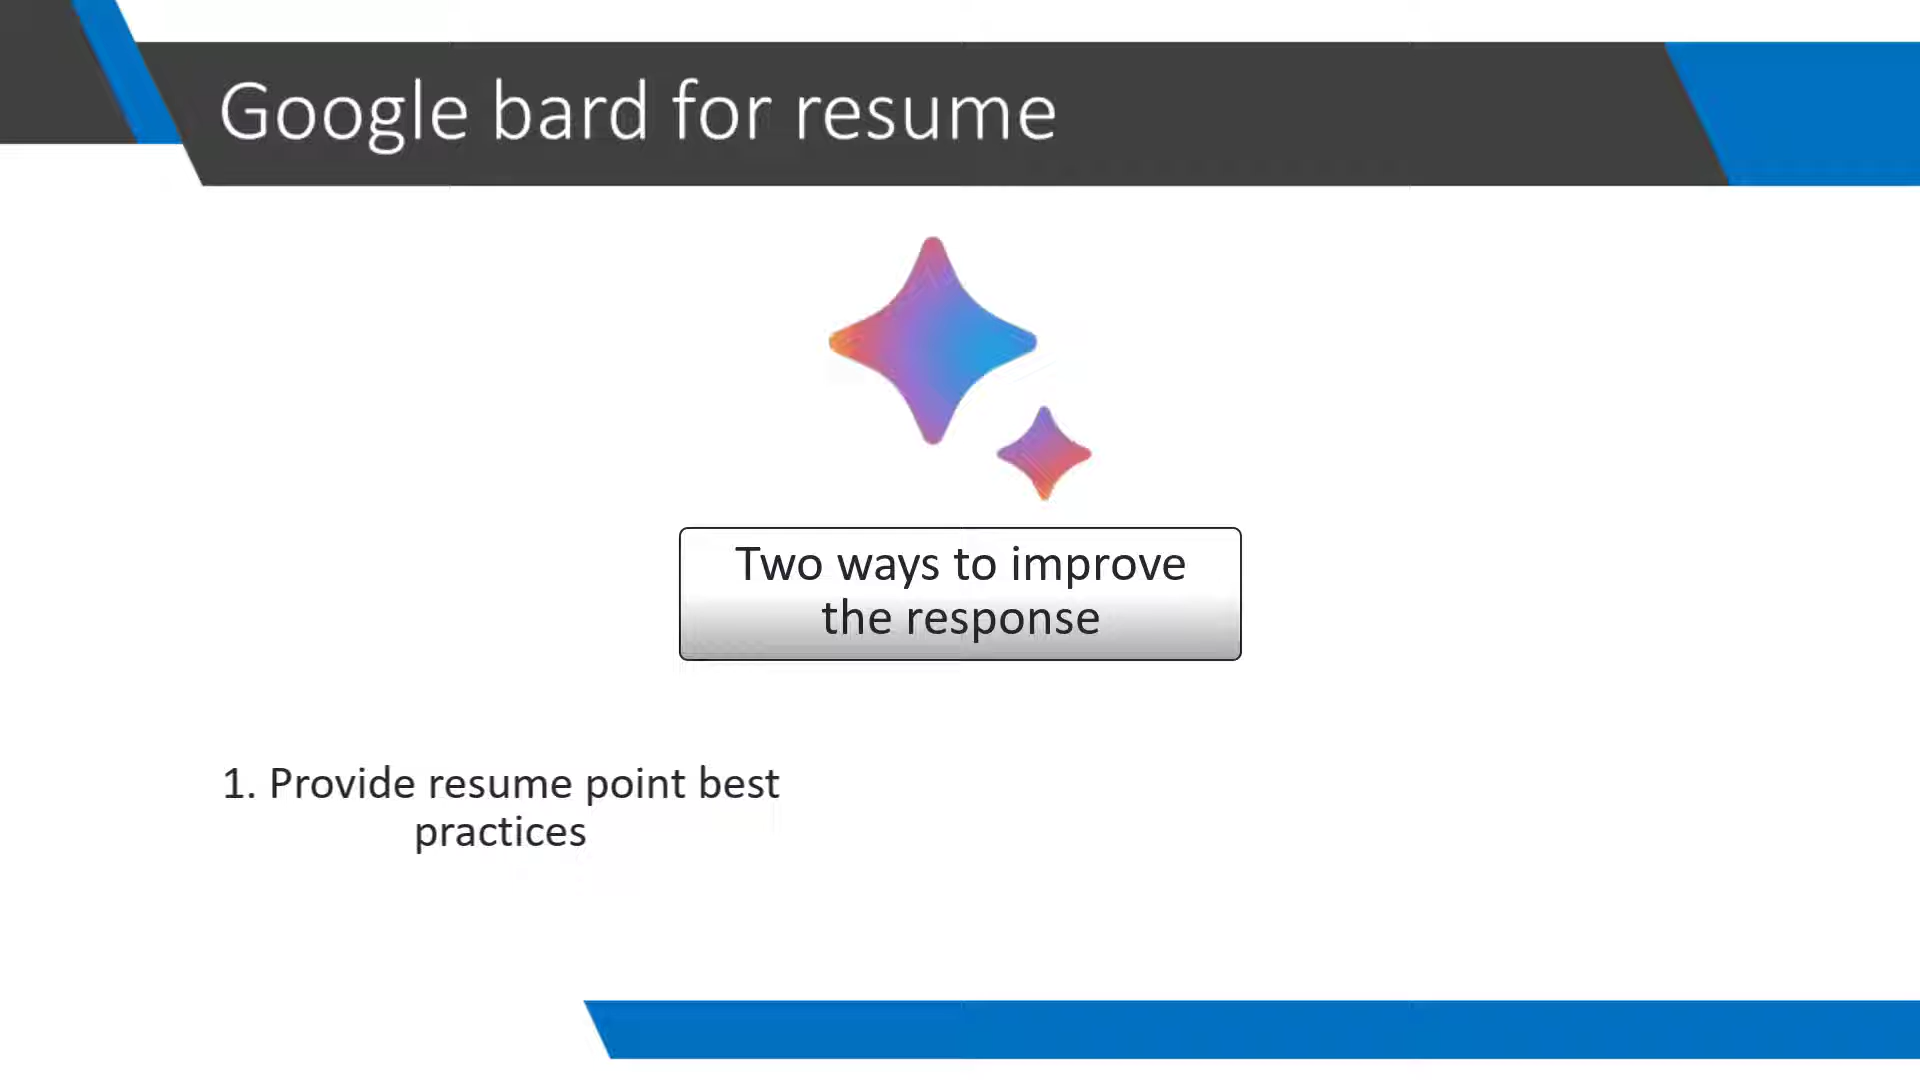 Google bard for resume
Two ways to improve
the response
1. Provide resume point best
practices